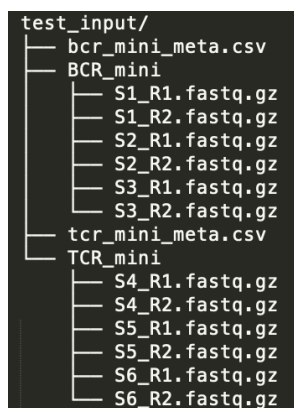 test_input/
├── bcr_mini_meta.csv
├── BCR_mini
│   ├── S1_R1.fastq.gz
│   ├── S1_R2.fastq.gz
│   ├── S2_R1.fastq.gz
│   ├── S2_R2.fastq.gz
│   ├── S3_R1.fastq.gz
│   └── S3_R2.fastq.gz
├── tcr_mini_meta.csv
└── TCR_mini
    ├── S4_R1.fastq.gz
    ├── S4_R2.fastq.gz
    ├── S5_R1.fastq.gz
    ├── S5_R2.fastq.gz
    ├── S6_R1.fastq.gz
    └── S6_R2.fastq.gz